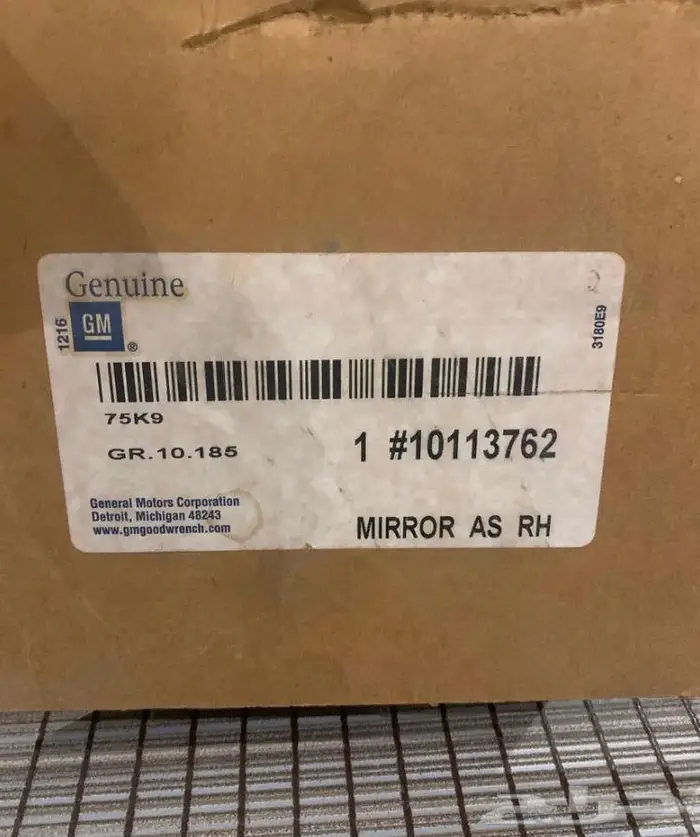 Genuine
1216
GM ®
3180E9
75K9
GR.10.185
1 #10113762
General Motors Corporation
Detroit, Michigan 48243
www.gmgoodwrench.com
MIRROR AS RH